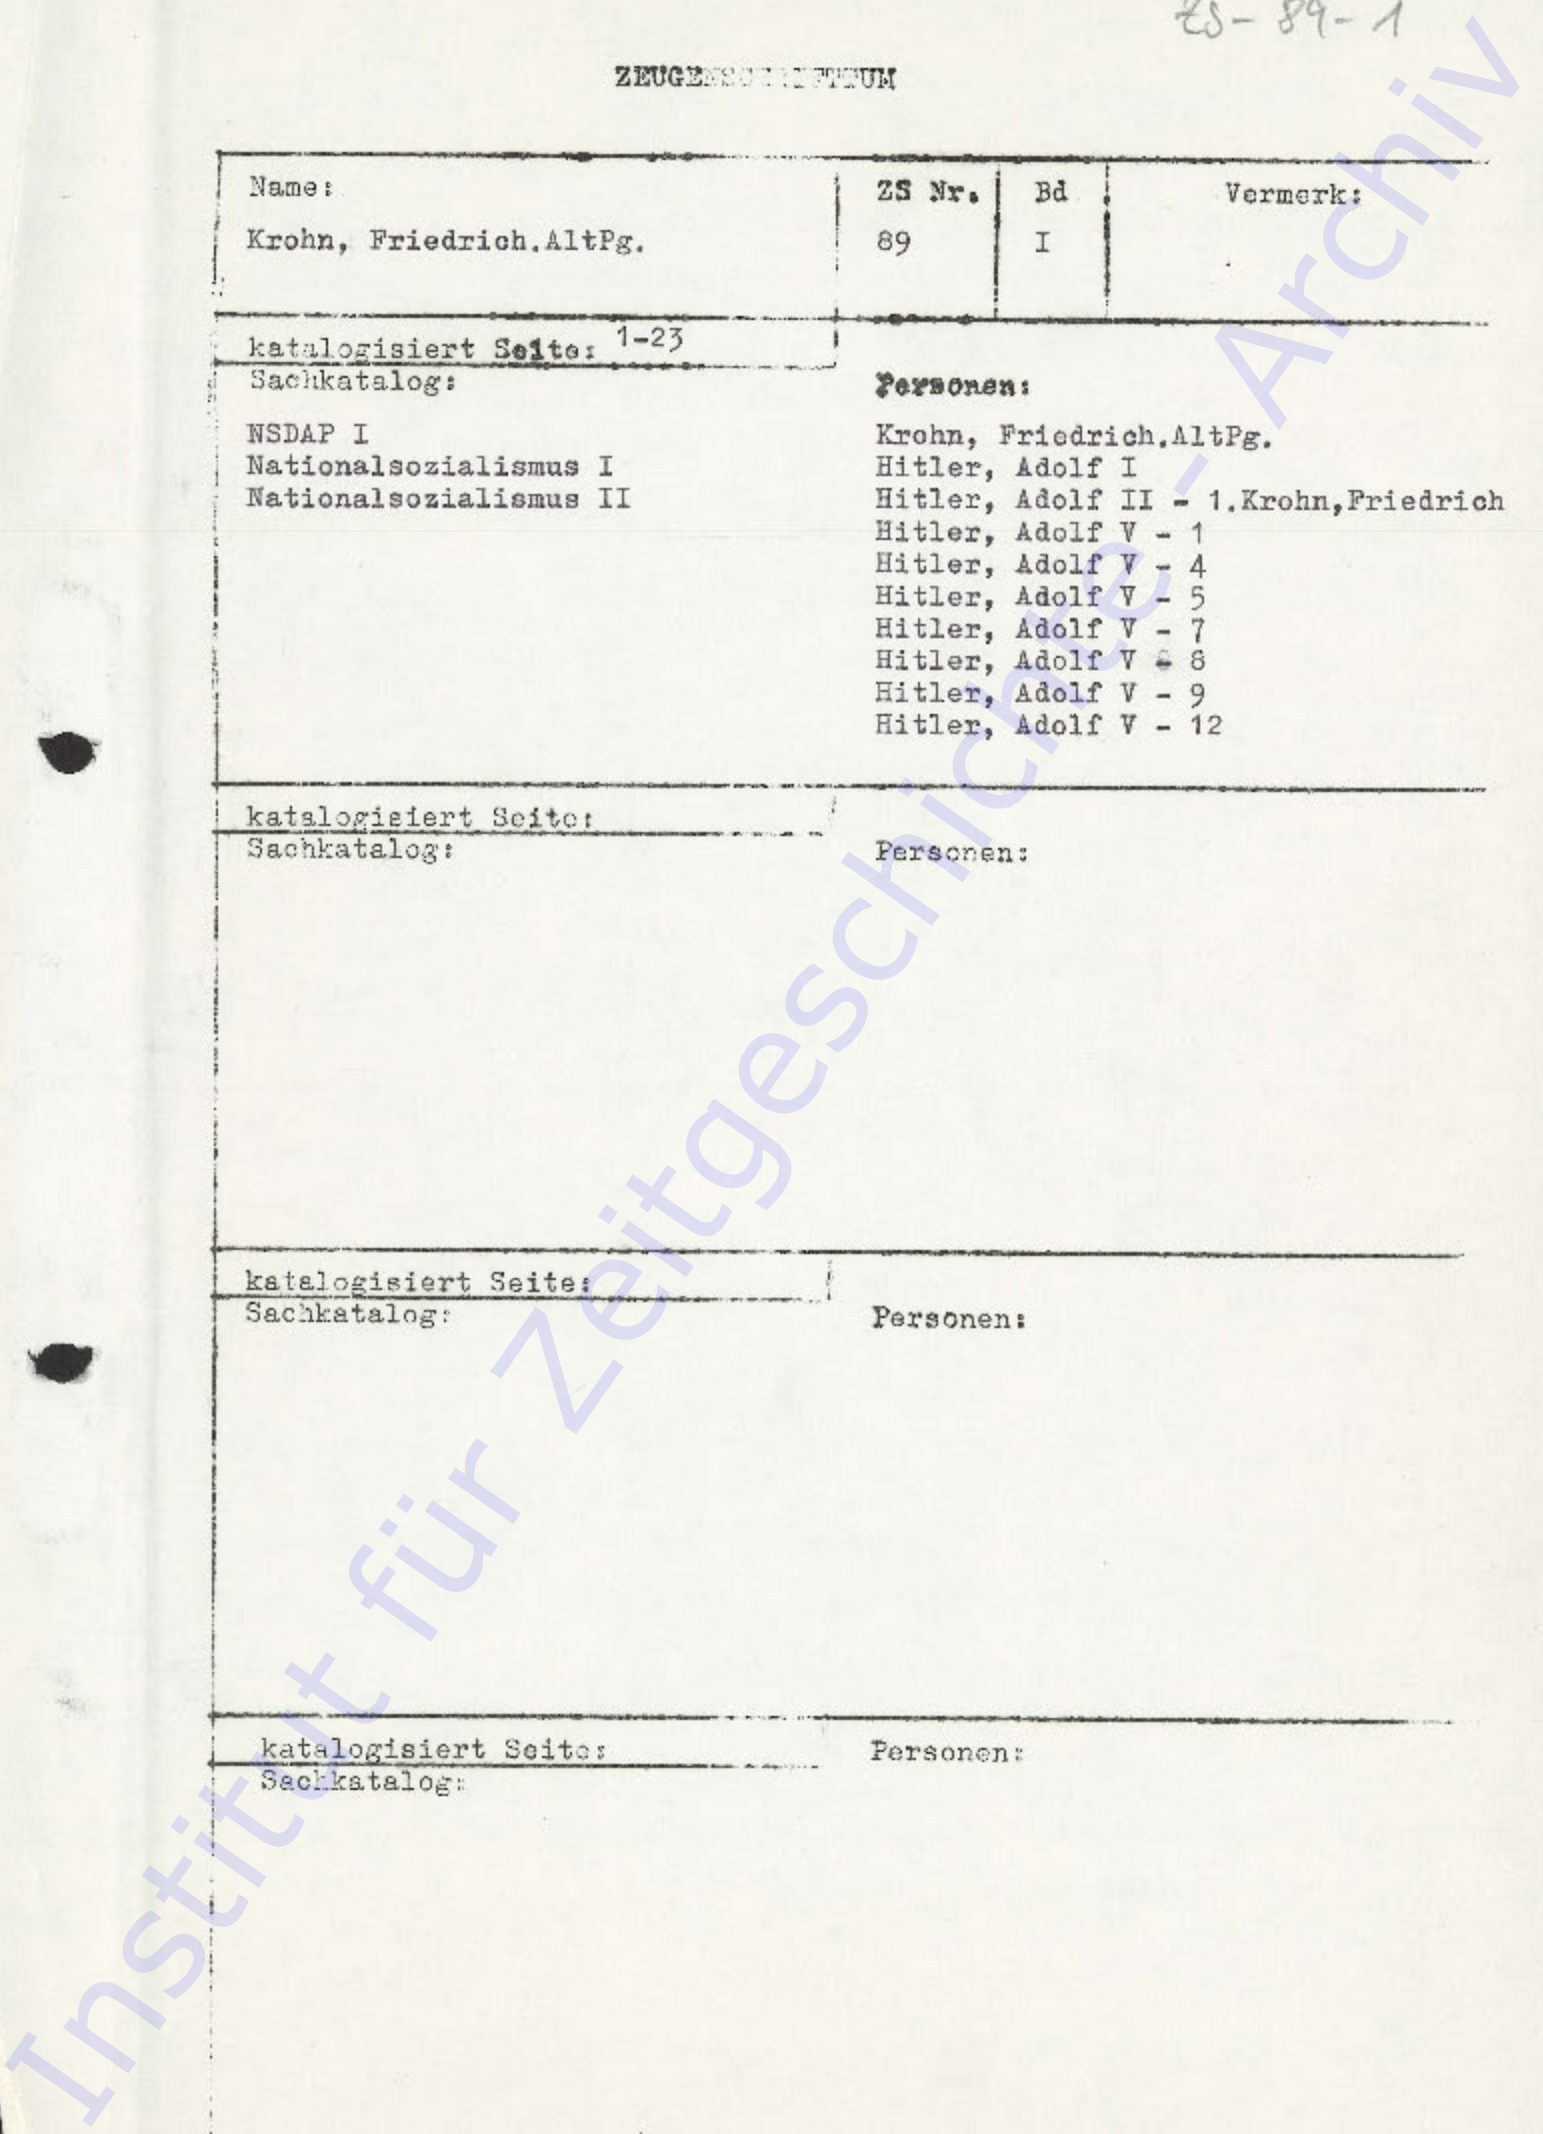 ZS - 89 - 1
ZEUGENSCHRIFTTUM
Name: ZS Nr. Bd Vermerk:
Krohn, Friedrich.AltPg. 89 I
katalogisiert Seite: 1-23
Sachkatalog: Personen:
NSDAP I Krohn, Friedrich.AltPg.
Nationalsozialismus I Hitler, Adolf I
Nationalsozialismus II Hitler, Adolf II - 1.Krohn,Friedrich
Hitler, Adolf V - 1
Hitler, Adolf V - 4
Hitler, Adolf V - 5
Hitler, Adolf V - 7
Hitler, Adolf V - 8
Hitler, Adolf V - 9
Hitler, Adolf V - 12
katalogisiert Seite:
Sachkatalog: Personen:
katalogisiert Seite:
Sachkatalog: Personen:
katalogisiert Seite: Personen:
Sachkatalog:
Institut für Zeitgeschichte - Archiv